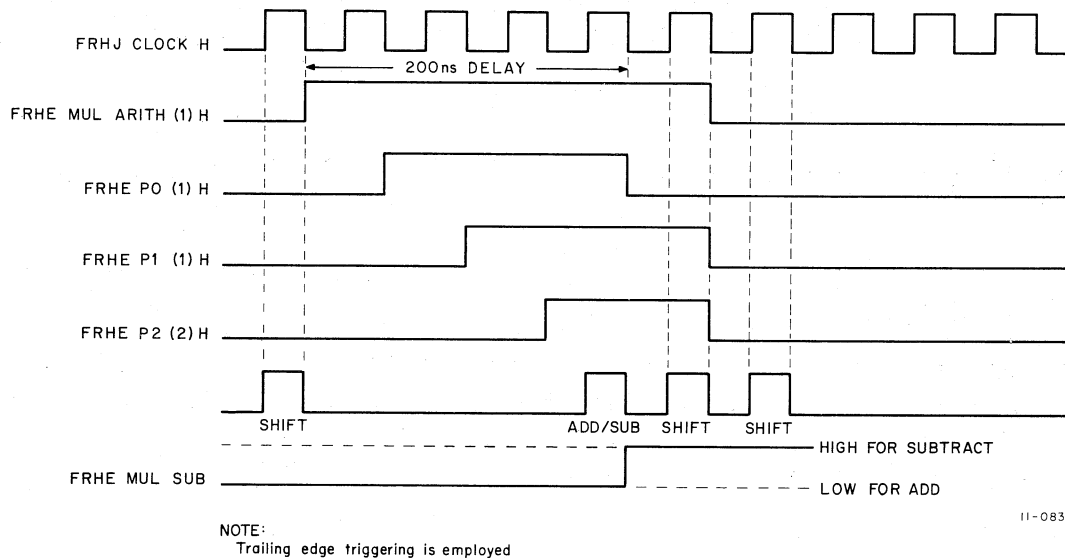 FRHJ CLOCK H
200ns DELAY
FRHE MUL ARITH (1) H
FRHE P0 (1) H
FRHE P1 (1) H
FRHE P2 (2) H
SHIFT ADD/SUB SHIFT SHIFT
HIGH FOR SUBTRACT
FRHE MUL SUB
LOW FOR ADD
11-083
NOTE:
Trailing edge triggering is employed